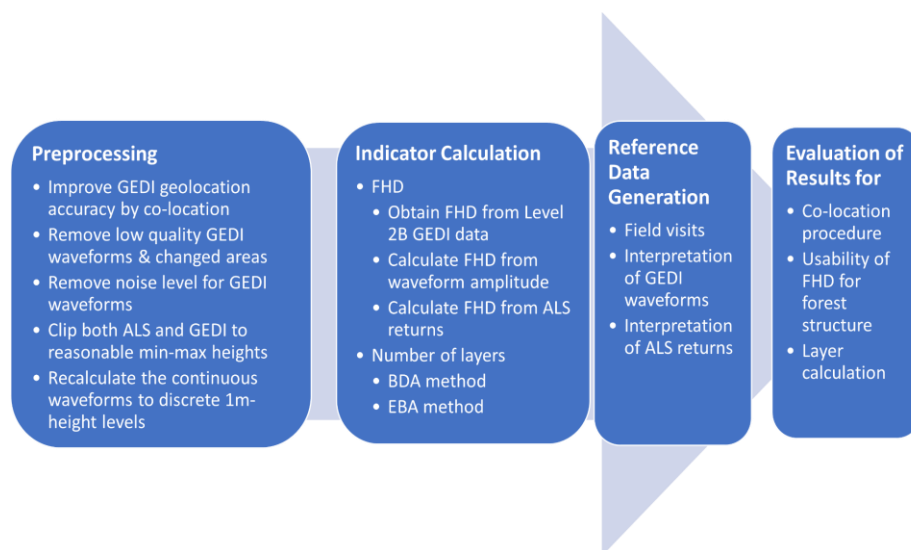 Preprocessing
• Improve GEDI geolocation
accuracy by co-location
• Remove low quality GEDI
waveforms & changed areas
• Remove noise level for GEDI
waveforms
• Clip both ALS and GEDI to
reasonable min-max heights
• Recalculate the continuous
waveforms to discrete 1m-
height levels
Indicator Calculation
• FHD
• Obtain FHD from Level
2B GEDI data
• Calculate FHD from
waveform amplitude
• Calculate FHD from ALS
returns
• Number of layers
• BDA method
• EBA method
Reference
Data
Generation
• Field visits
• Interpretation
of GEDI
waveforms
• Interpretation
of ALS returns
Evaluation of
Results for
• Co-location
procedure
• Usability of
FHD for
forest
structure
• Layer
calculation